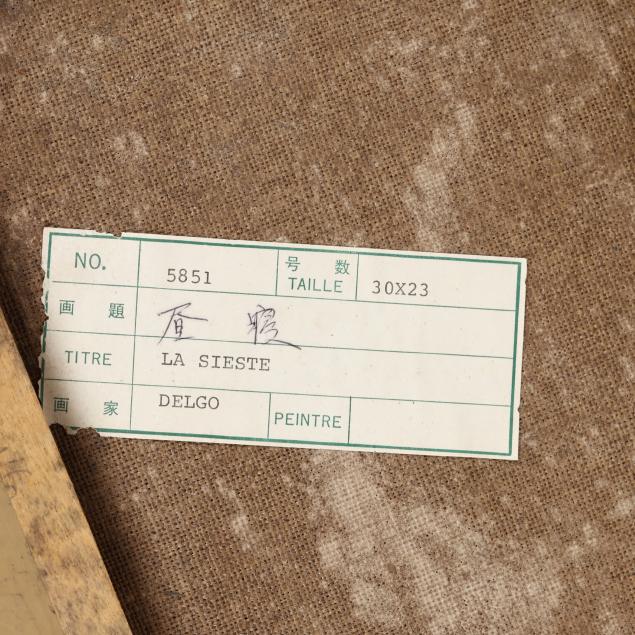 NO. 5851 号 数 TAILLE 30X23
画 題 昼 寝
TITRE LA SIESTE
画 家 DELGO PEINTRE